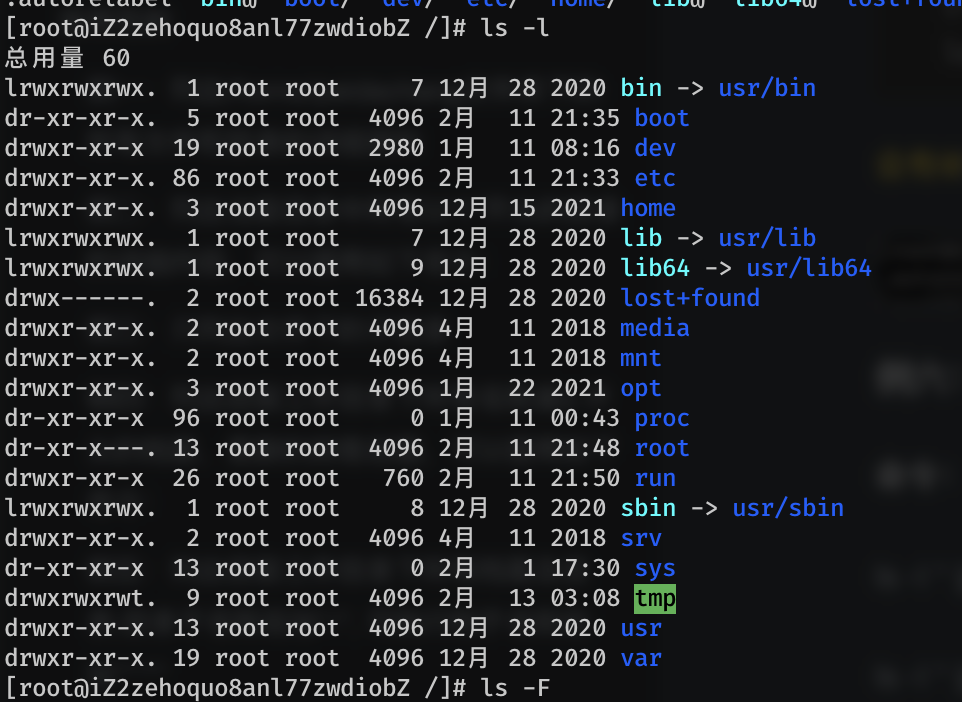 .autorelabel  bin@  boot/  dev/  etc/  home/  lib@  lib64@  lost+foun
[root@iZ2zehoquo8anl77zwdiobZ /]# ls -l
总用量 60
lrwxrwxrwx.  1 root root     7 12月  28 2020 bin -> usr/bin
dr-xr-xr-x.  5 root root  4096 2月   11 21:35 boot
drwxr-xr-x  19 root root  2980 1月   11 08:16 dev
drwxr-xr-x. 86 root root  4096 2月   11 21:33 etc
drwxr-xr-x.  3 root root  4096 12月  15 2021 home
lrwxrwxrwx.  1 root root     7 12月  28 2020 lib -> usr/lib
lrwxrwxrwx.  1 root root     9 12月  28 2020 lib64 -> usr/lib64
drwx------.  2 root root 16384 12月  28 2020 lost+found
drwxr-xr-x.  2 root root  4096 4月   11 2018 media
drwxr-xr-x.  2 root root  4096 4月   11 2018 mnt
drwxr-xr-x.  3 root root  4096 1月   22 2021 opt
dr-xr-xr-x  96 root root     0 1月   11 00:43 proc
dr-xr-x---. 13 root root  4096 2月   11 21:48 root
drwxr-xr-x  26 root root   760 2月   11 21:50 run
lrwxrwxrwx.  1 root root     8 12月  28 2020 sbin -> usr/sbin
drwxr-xr-x.  2 root root  4096 4月   11 2018 srv
dr-xr-xr-x  13 root root     0 2月    1 17:30 sys
drwxrwxrwt.  9 root root  4096 2月   13 03:08 tmp
drwxr-xr-x. 13 root root  4096 12月  28 2020 usr
drwxr-xr-x. 19 root root  4096 12月  28 2020 var
[root@iZ2zehoquo8anl77zwdiobZ /]# ls -F